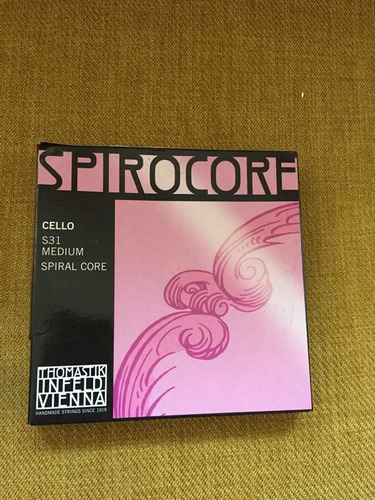 SPIROCORE
CELLO
S31
MEDIUM
SPIRAL CORE
THOMASTIK
INFELD
VIENNA
HANDMADE STRINGS SINCE 1919